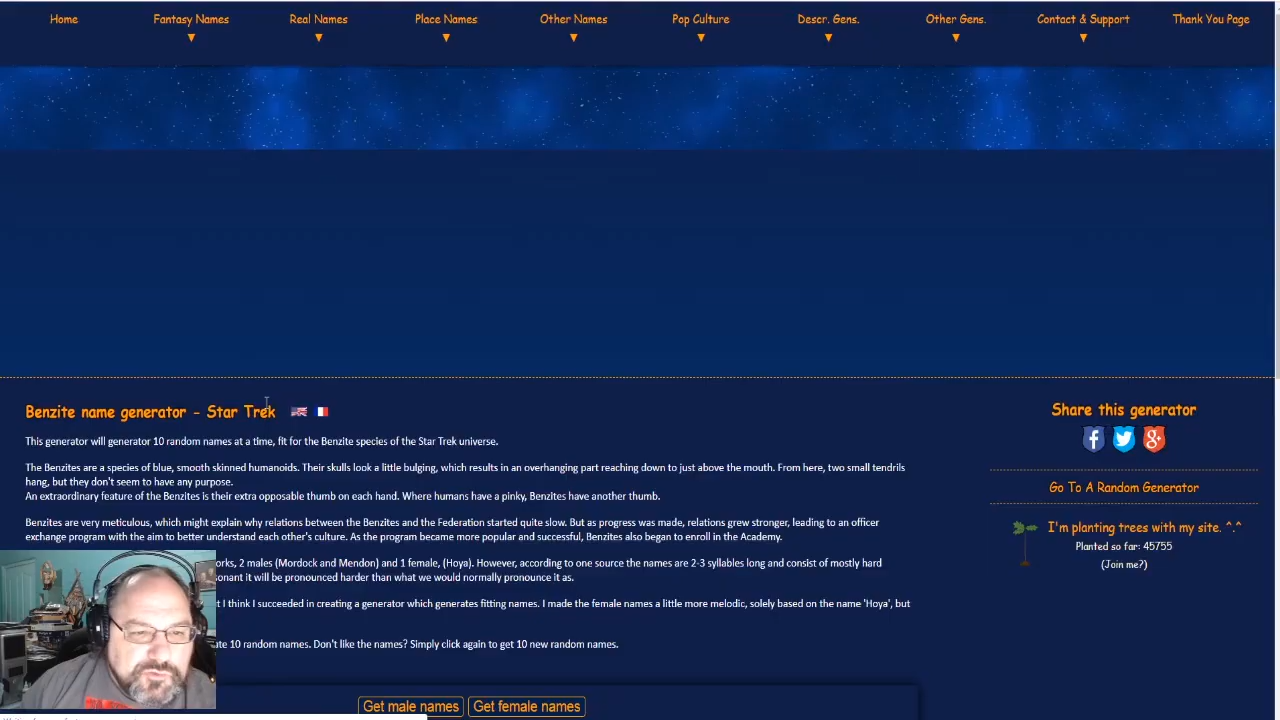 Home Fantasy Names Real Names Place Names Other Names Pop Culture Descr. Gens. Other Gens. Contact & Support Thank You Page
Benzite name generator - Star Trek
This generator will generator 10 random names at a time, fit for the Benzite species of the Star Trek universe.
The Benzites are a species of blue, smooth skinned humanoids. Their skulls look a little bulging, which results in an overhanging part reaching down to just above the mouth. From here, two small tendrils
hang, but they don't seem to have any purpose.
An extraordinary feature of the Benzites is their extra opposable thumb on each hand. Where humans have a pinky, Benzites have another thumb.
Benzites are very meticulous, which might explain why relations between the Benzites and the Federation started quite slow. But as progress was made, relations grew stronger, leading to an officer
exchange program with the aim to better understand each other's culture. As the program became more popular and successful, Benzites also began to enroll in the Academy.
2 males (Mordock and Mendon) and 1 female, (Hoya). However, according to one source the names are 2-3 syllables long and consist of mostly hard
it will be pronounced harder than what we would normally pronounce it as.
I think I succeeded in creating a generator which generates fitting names. I made the female names a little more melodic, solely based on the name 'Hoya', but
10 random names. Don't like the names? Simply click again to get 10 new random names.
Get male names Get female names
Share this generator
Go To A Random Generator
I'm planting trees with my site. ^.^
Planted so far: 45755
(Join me?)